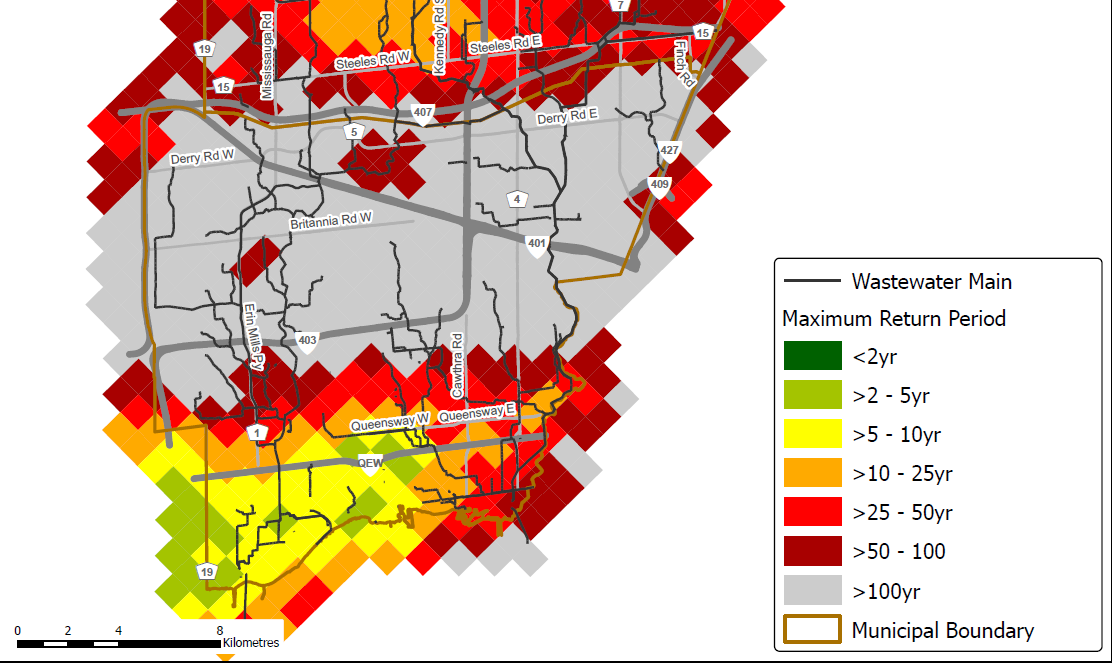 7
Kennedy Rd S
Mississauga Rd
19
Steeles Rd E
15
Steeles Rd W
Finch Rd
15
407
Derry Rd E
5
427
Derry Rd W
409
4
Britannia Rd W
401
Erin Mills Py
403
Cawthra Rd
Queensway E
Queensway W
1
QEW
19
Wastewater Main
Maximum Return Period
<2yr
>2 - 5yr
>5 - 10yr
>10 - 25yr
>25 - 50yr
>50 - 100
>100yr
Municipal Boundary
0 2 4 8
Kilometres